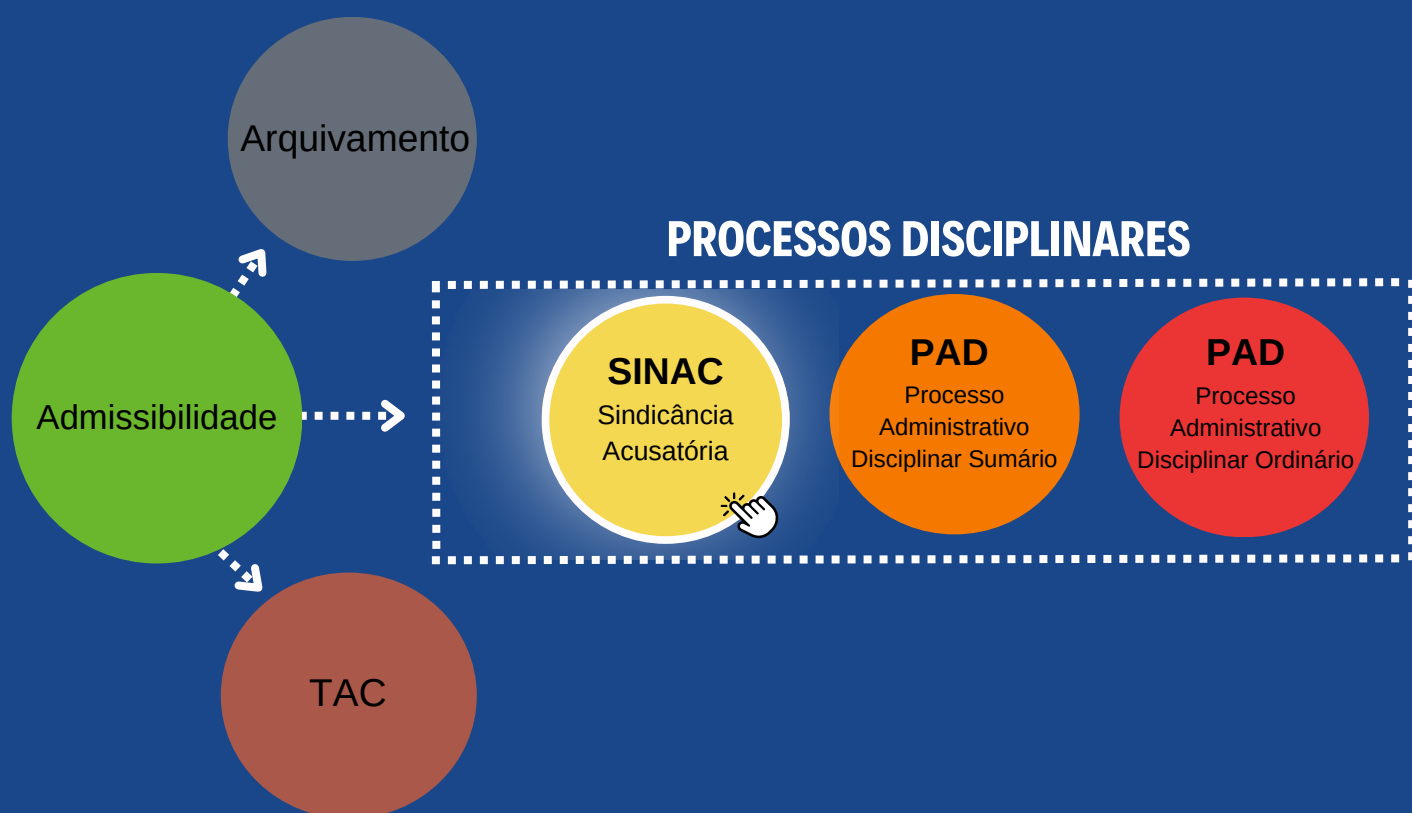 Arquivamento
PROCESSOS DISCIPLINARES
Admissibilidade
SINAC
Sindicância
Acusatória
PAD
Processo
Administrativo
Disciplinar Sumário
PAD
Processo
Administrativo
Disciplinar Ordinário
TAC